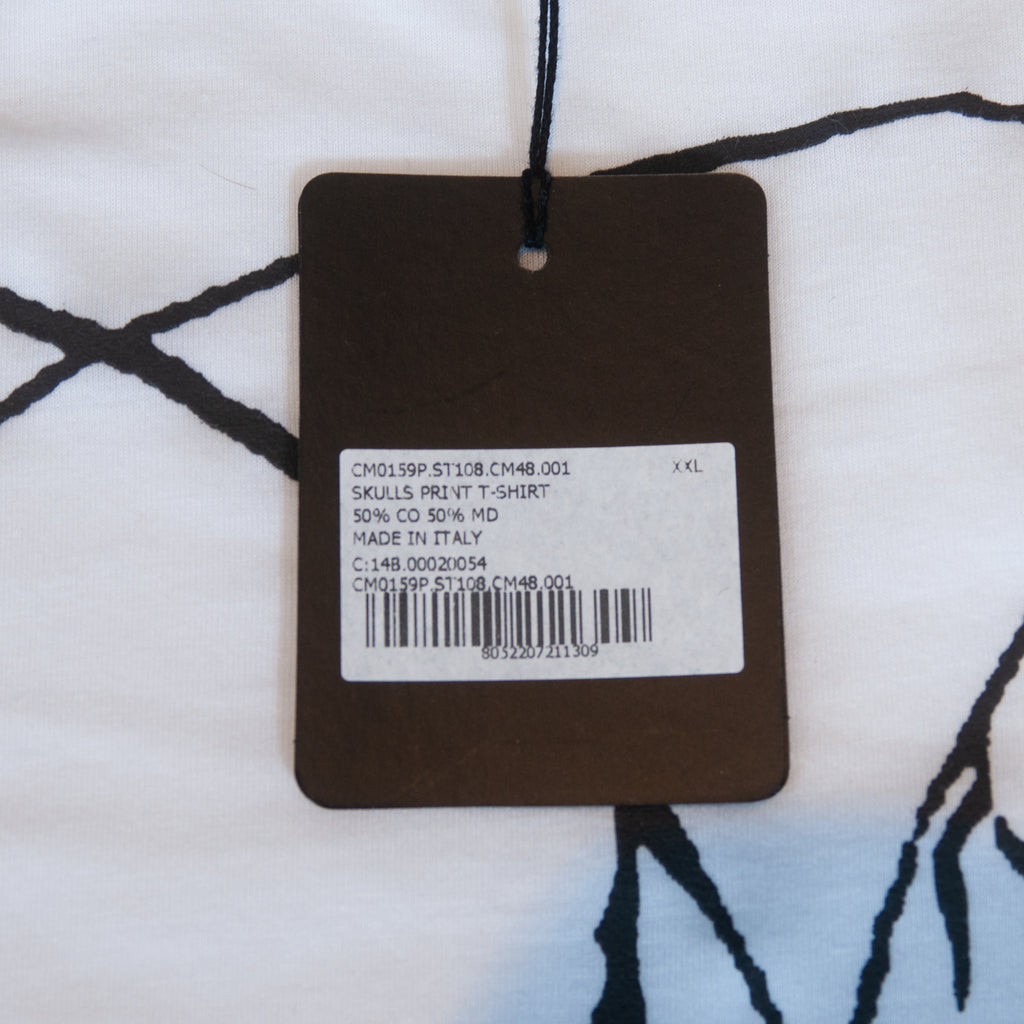 CM0159P.ST108.CM48.001 XXL
SKULLS PRINT T-SHIRT
50% CO 50% MD
MADE IN ITALY
C:14B.00020054
CM0159P.ST108.CM48.001
8052207211309